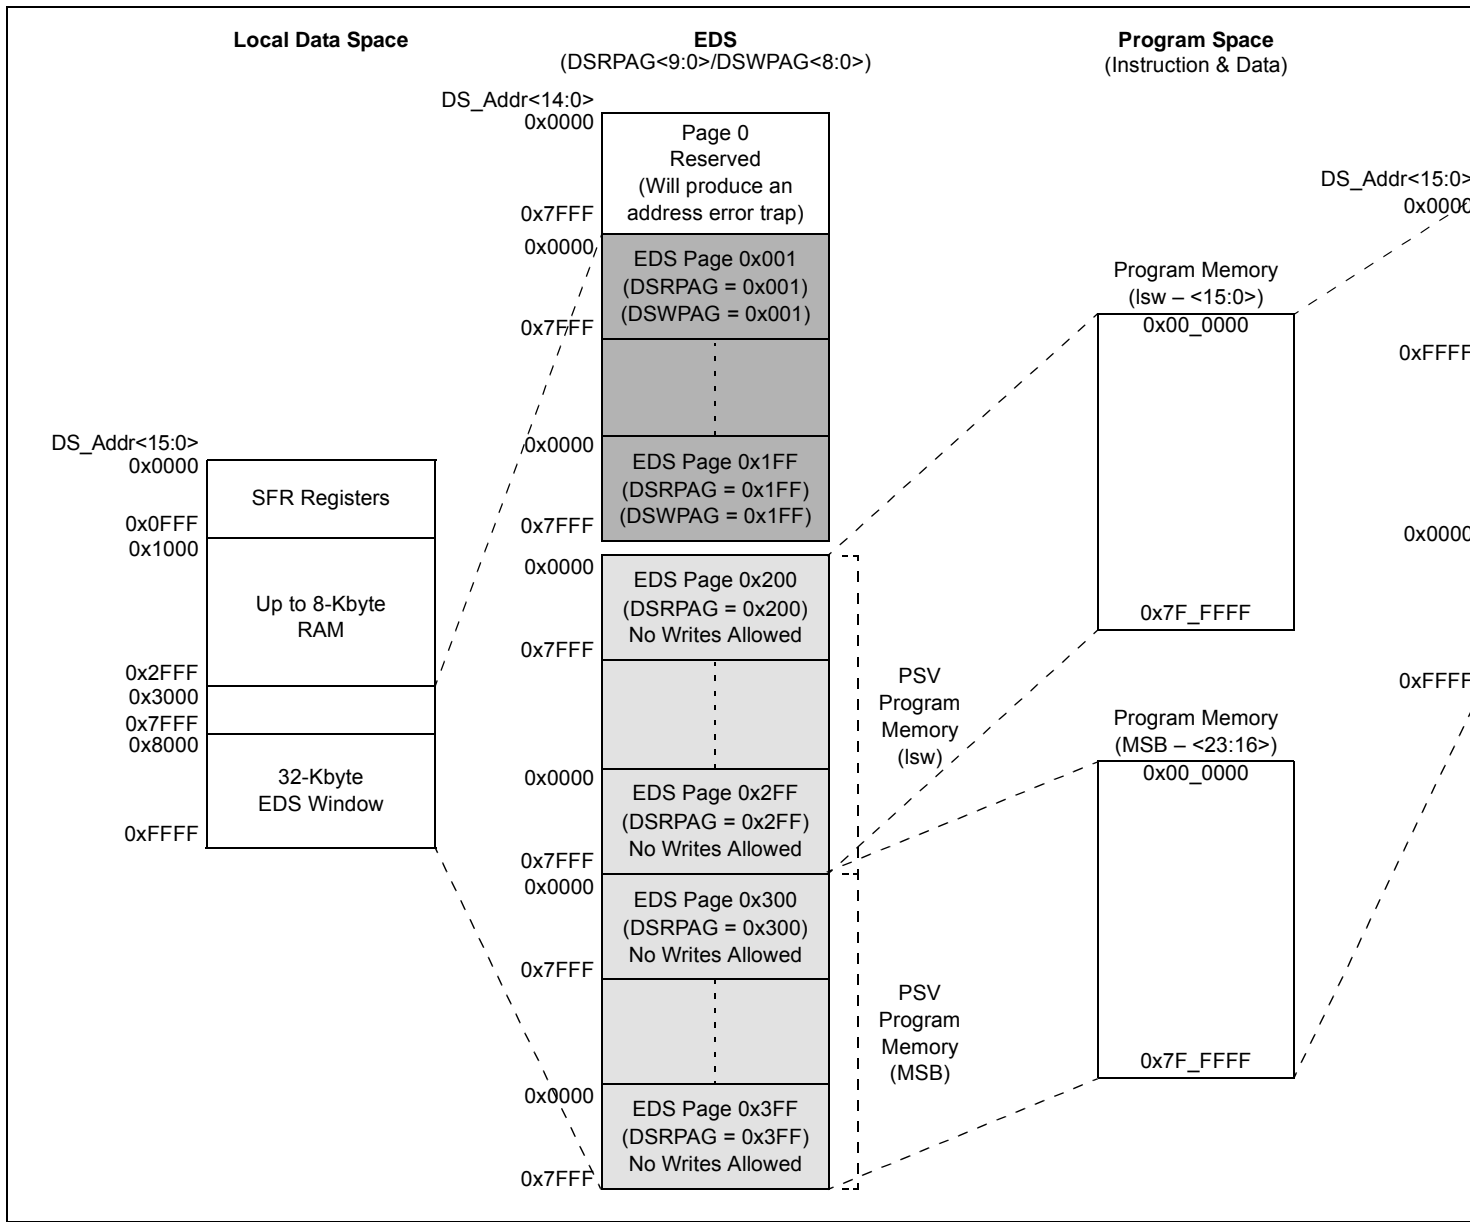 Local Data Space
DS_Addr<15:0>
0x0000
SFR Registers
0x0FFF
0x1000
Up to 8-Kbyte
RAM
0x2FFF
0x3000
0x7FFF
0x8000
32-Kbyte
EDS Window
0xFFFF
EDS
(DSRPAG<9:0>/DSWPAG<8:0>)
DS_Addr<14:0>
0x0000
Page 0
Reserved
(Will produce an
address error trap)
0x7FFF
0x0000
EDS Page 0x001
(DSRPAG = 0x001)
(DSWPAG = 0x001)
0x7FFF
0x0000
EDS Page 0x1FF
(DSRPAG = 0x1FF)
(DSWPAG = 0x1FF)
0x7FFF
0x0000
EDS Page 0x200
(DSRPAG = 0x200)
No Writes Allowed
0x7FFF
PSV
Program
Memory
(lsw)
0x0000
EDS Page 0x2FF
(DSRPAG = 0x2FF)
No Writes Allowed
0x7FFF
0x0000
EDS Page 0x300
(DSRPAG = 0x300)
No Writes Allowed
0x7FFF
PSV
Program
Memory
(MSB)
0x0000
EDS Page 0x3FF
(DSRPAG = 0x3FF)
No Writes Allowed
0x7FFF
Program Space
(Instruction & Data)
Program Memory
(lsw – <15:0>)
0x00_0000
0x7F_FFFF
Program Memory
(MSB – <23:16>)
0x00_0000
0x7F_FFFF
DS_Addr<15:0>
0x0000
0xFFFF
0x0000
0xFFFF